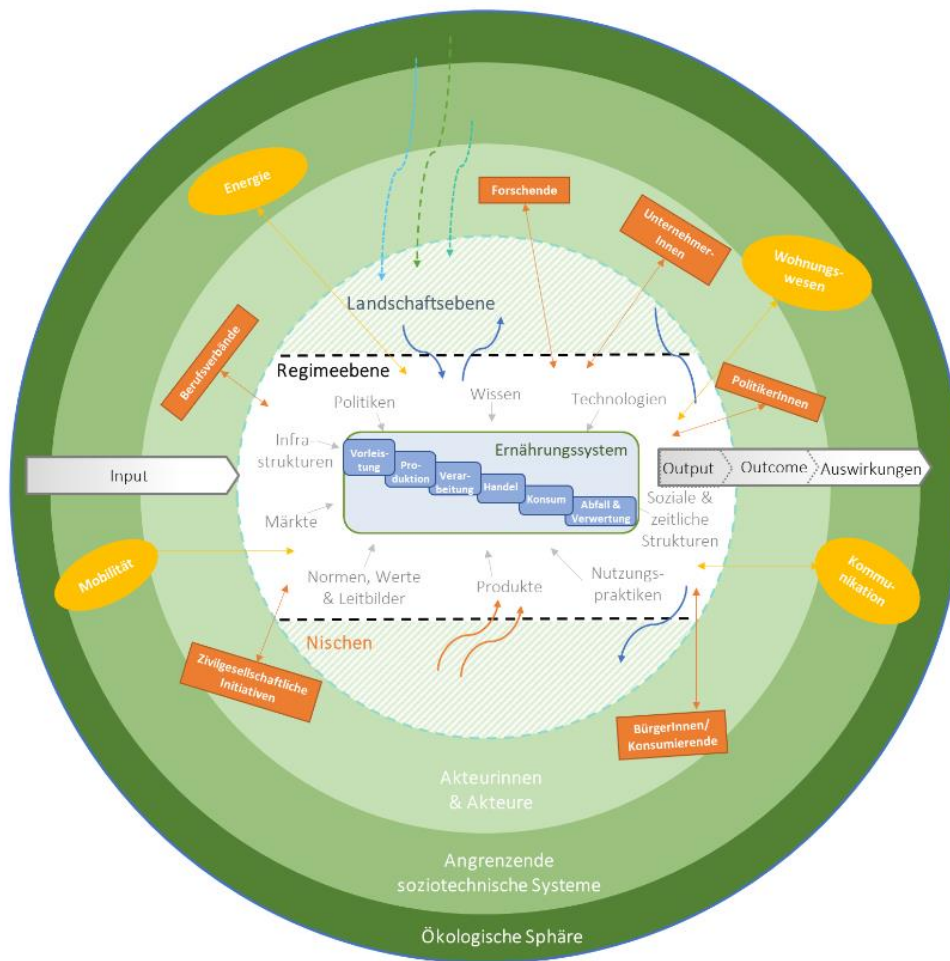 Energie
Forschende
Unternehmer-
Innen
Wohnungs-
wesen
Landschaftsebene
Berufsverbände
Regimeebene
PolitikerInnen
Politiken
Wissen
Technologien
Infra
strukturen
Ernährungssystem
Vorleis-
tung
Pro-
duktion
Verar-
beitung
Handel
Konsum
Abfall &
Verwertung
Input
Output
Outcome
Auswirkungen
Soziale &
zeitliche
Strukturen
Märkte
Mobilität
Normen, Werte
& Leitbilder
Produkte
Nutzungs-
praktiken
Kommu-
nikation
Nischen
Zivilgesellschaftliche
Initiativen
BürgerInnen/
Konsumierende
Akteurinnen
& Akteure
Angrenzende
soziotechnische Systeme
Ökologische Sphäre